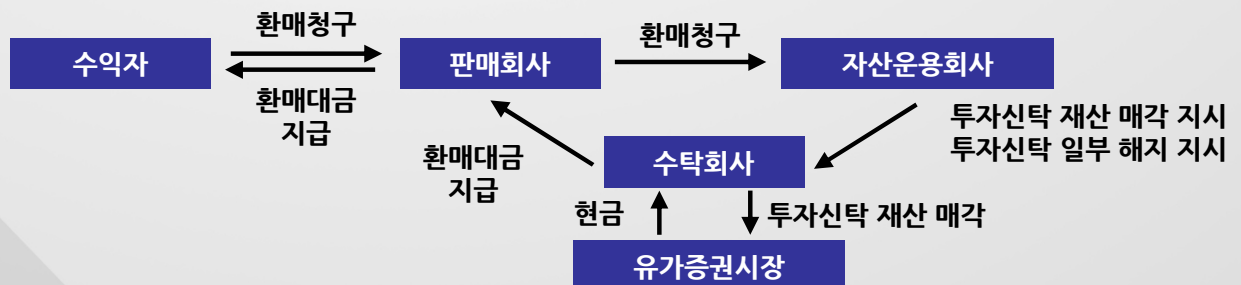 환매청구
환매청구
수익자
판매회사
자산운용회사
환매대금
지급
투자신탁 재산 매각 지시
투자신탁 일부 해지 지시
환매대금
지급
수탁회사
현금
투자신탁 재산 매각
유가증권시장